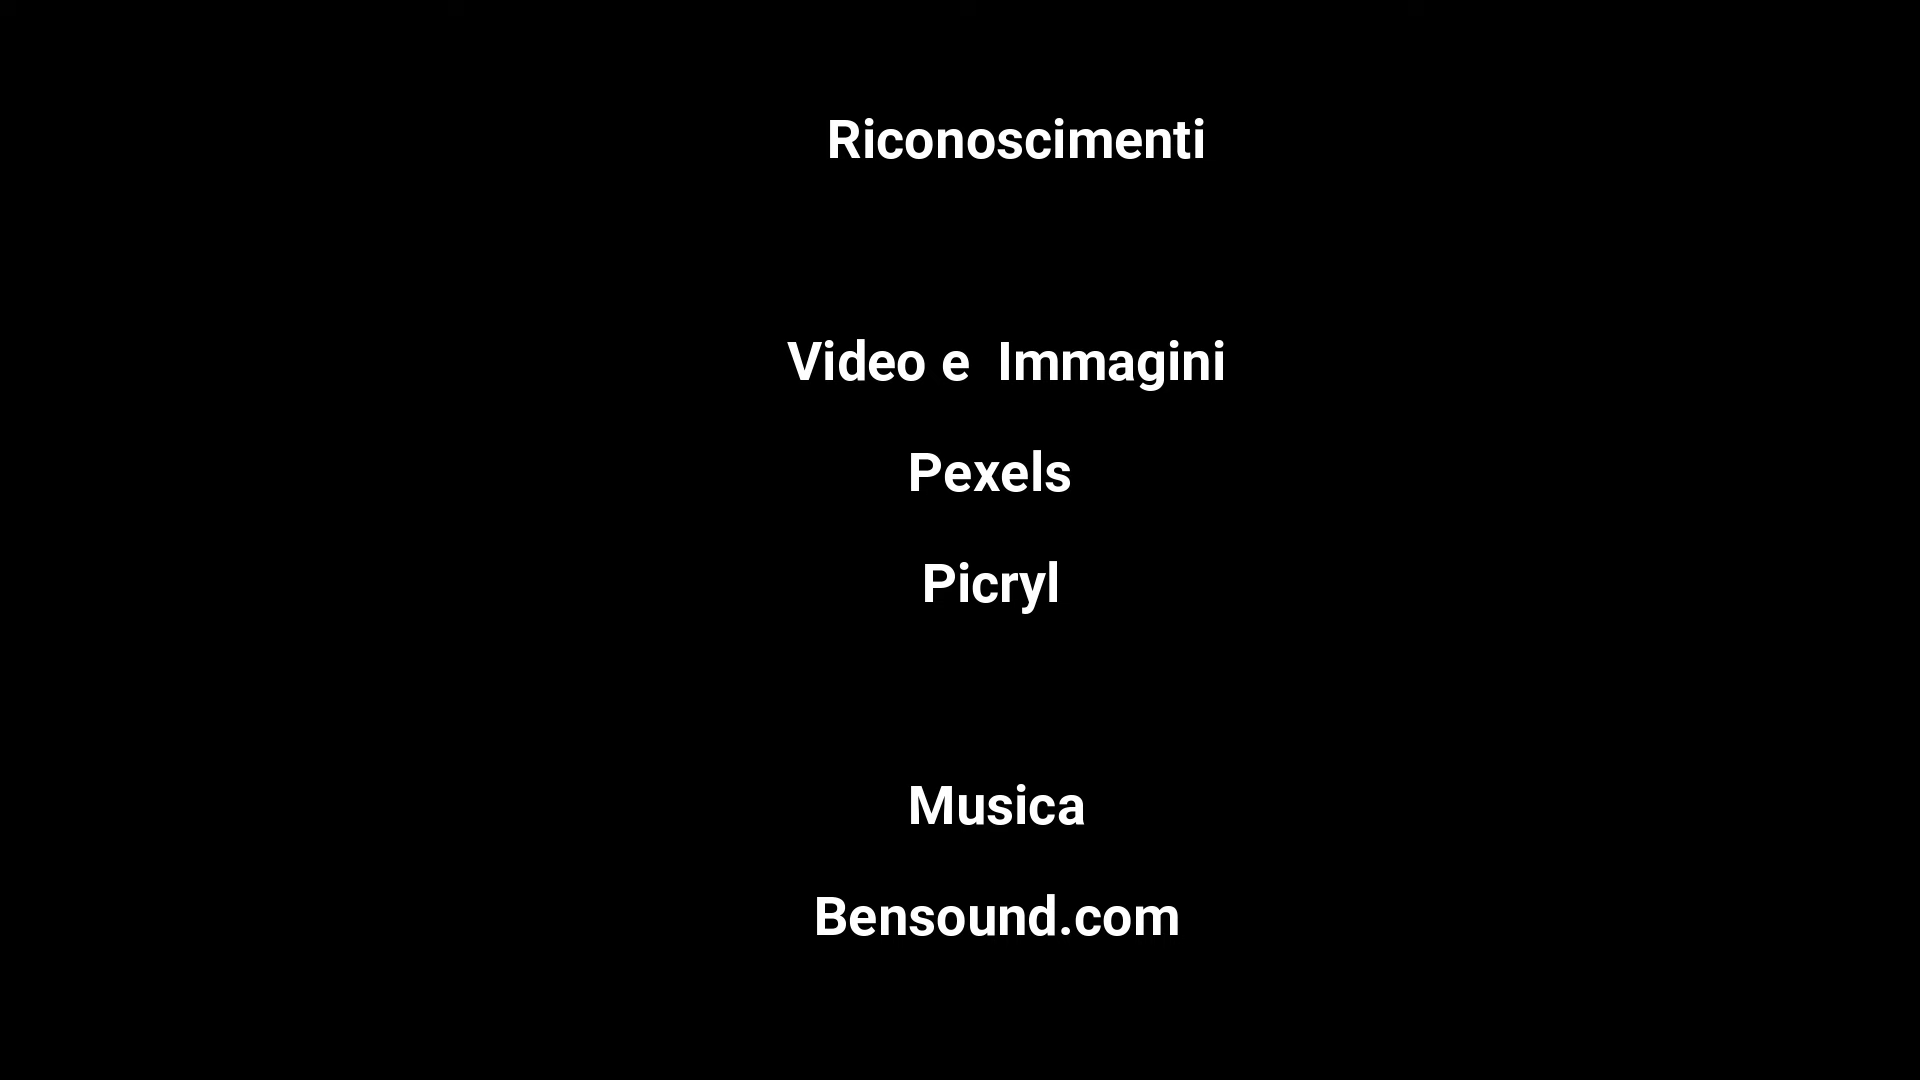 Riconoscimenti
Video e  Immagini
Pexels
Picryl
Musica
Bensound.com